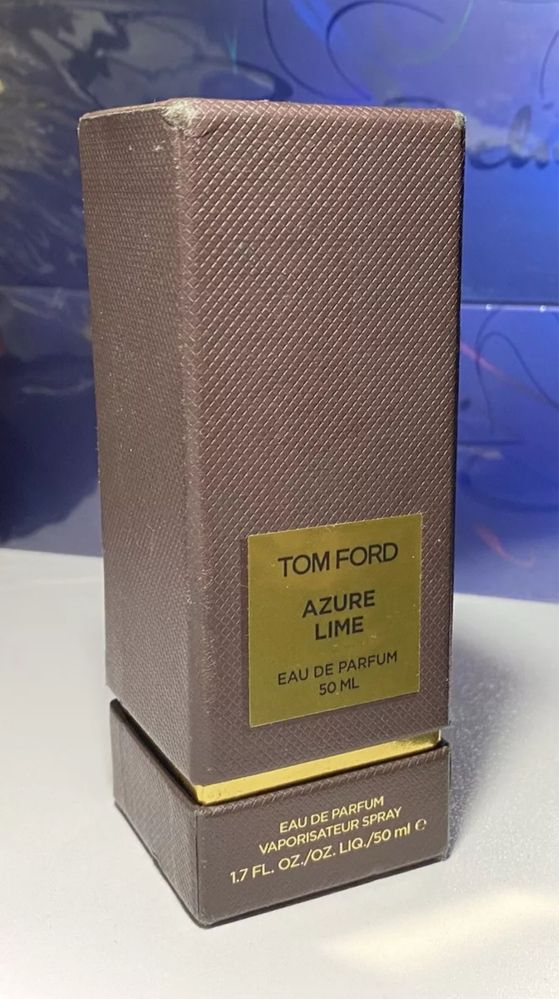 TOM FORD
AZURE
LIME
EAU DE PARFUM
50 ML
EAU DE PARFUM
VAPORISATEUR SPRAY
1.7 FL. OZ./OZ. LIQ./50 ml ℮